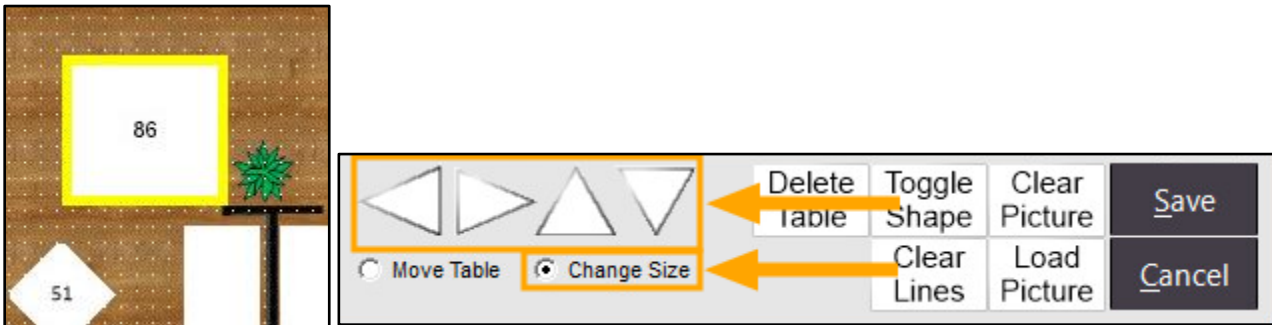 86
51
Move Table
Change Size
Delete
Table
Toggle
Shape
Clear
Picture
Save
Clear
Lines
Load
Picture
Cancel